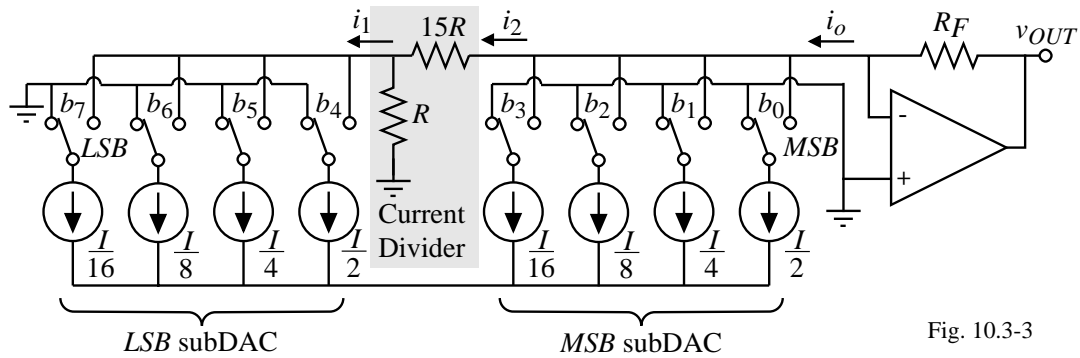 i1 15R i2 io RF vOUT
b7 b6 b5 b4 R b3 b2 b1 b0 -
LSB MSB
+
Current
Divider
I/16 I/8 I/4 I/2 I/16 I/8 I/4 I/2
LSB subDAC MSB subDAC
Fig. 10.3-3